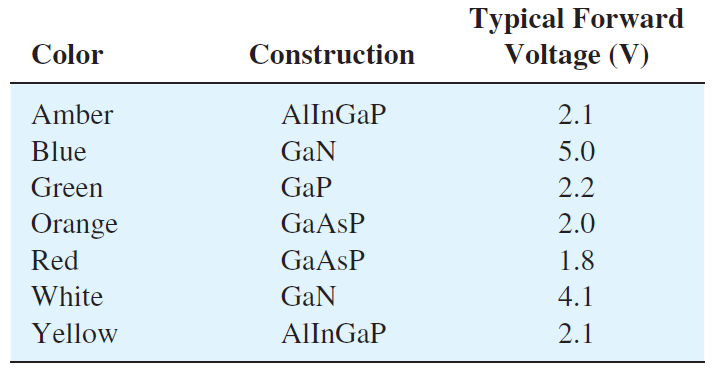 Typical Forward
Color Construction Voltage (V)
Amber AlInGaP 2.1
Blue GaN 5.0
Green GaP 2.2
Orange GaAsP 2.0
Red GaAsP 1.8
White GaN 4.1
Yellow AlInGaP 2.1